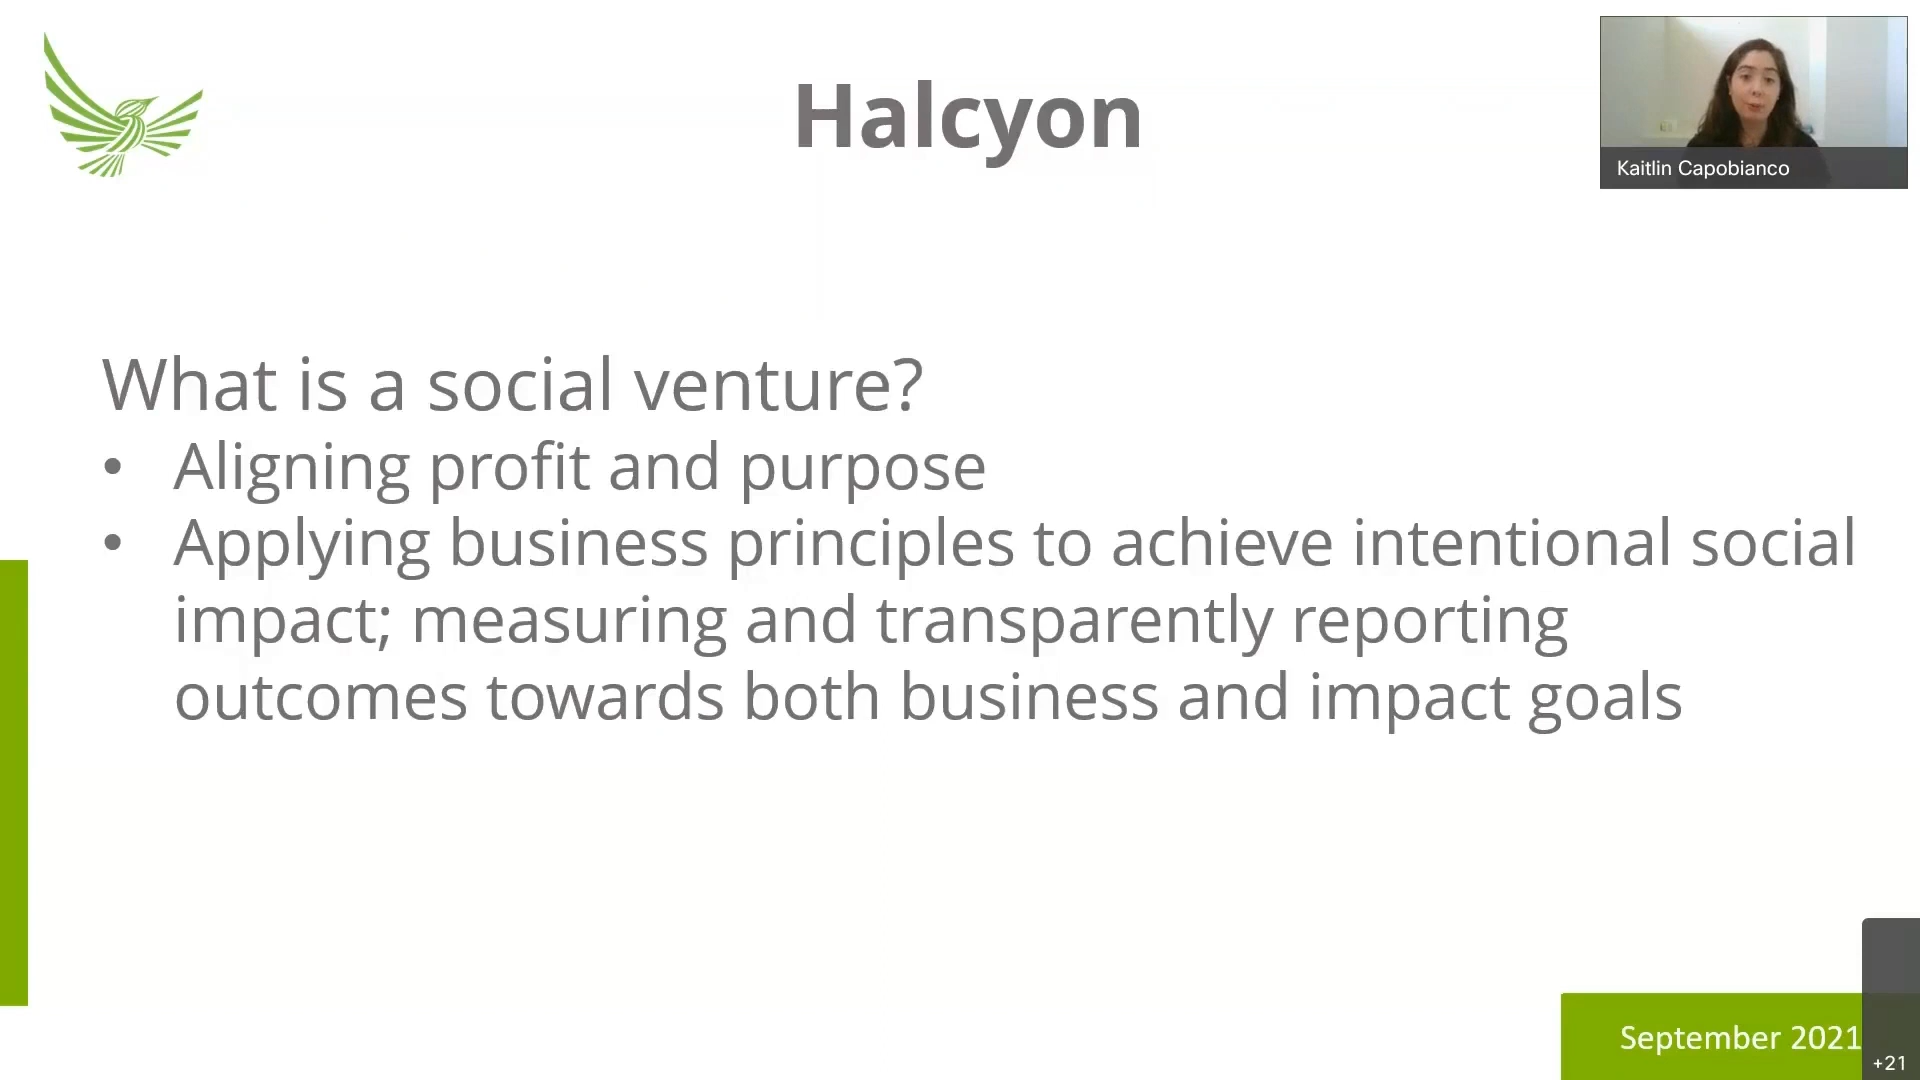 Halcyon
Kaitlin Capobianco
What is a social venture?
• Aligning profit and purpose
• Applying business principles to achieve intentional social
impact; measuring and transparently reporting
outcomes towards both business and impact goals
September 2021
+21